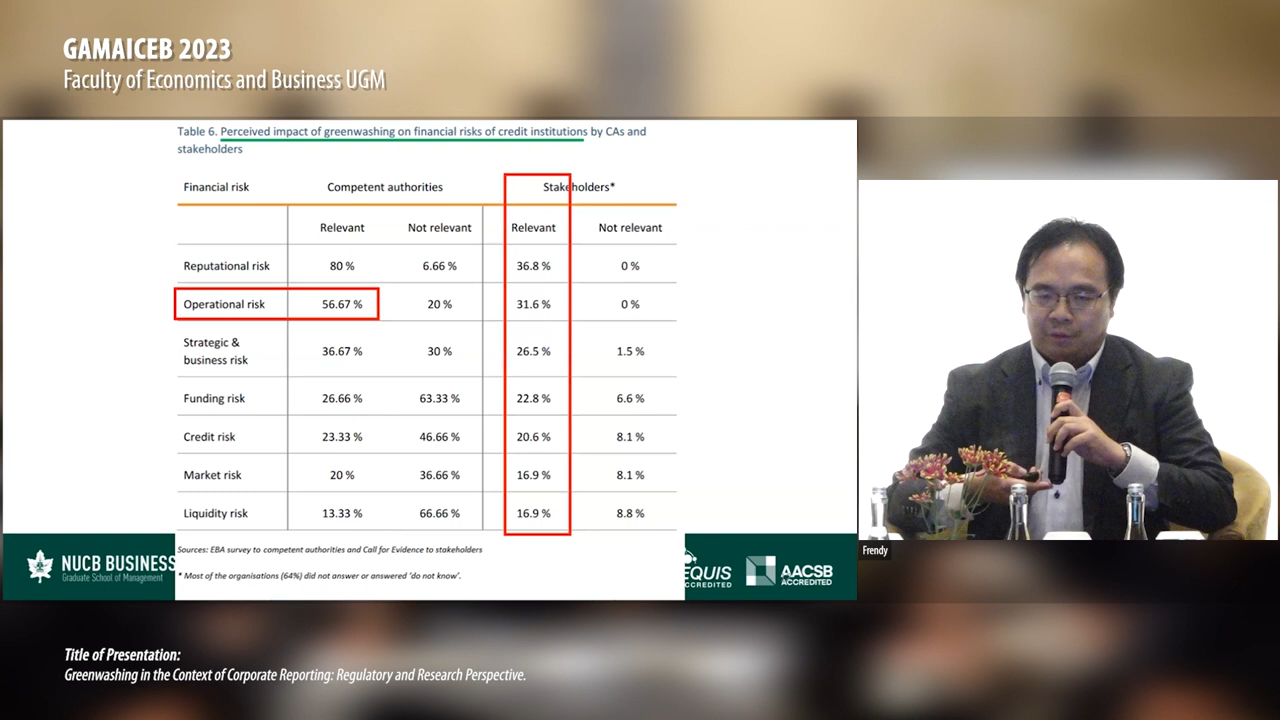 GAMAICEB 2023
Faculty of Economics and Business UGM
Table 6. Perceived impact of greenwashing on financial risks of credit institutions by CAs and
stakeholders
Financial risk Competent authorities Stakeholders*
Relevant Not relevant Relevant Not relevant
Reputational risk 80 % 6.66 % 36.8 % 0 %
Operational risk 56.67 % 20 % 31.6 % 0 %
Strategic &
business risk 36.67 % 30 % 26.5 % 1.5 %
Funding risk 26.66 % 63.33 % 22.8 % 6.6 %
Credit risk 23.33 % 46.66 % 20.6 % 8.1 %
Market risk 20 % 36.66 % 16.9 % 8.1 %
Liquidity risk 13.33 % 66.66 % 16.9 % 8.8 %
Sources: EBA survey to competent authorities and Call for Evidence to stakeholders
* Most of the organisations (64%) did not answer or answered ‘do not know’.
NUCB BUSINESS
Graduate School of Management
EQUIS
ACCREDITED
AACSB
ACCREDITED
Frendy
Title of Presentation:
Greenwashing in the Context of Corporate Reporting: Regulatory and Research Perspective.